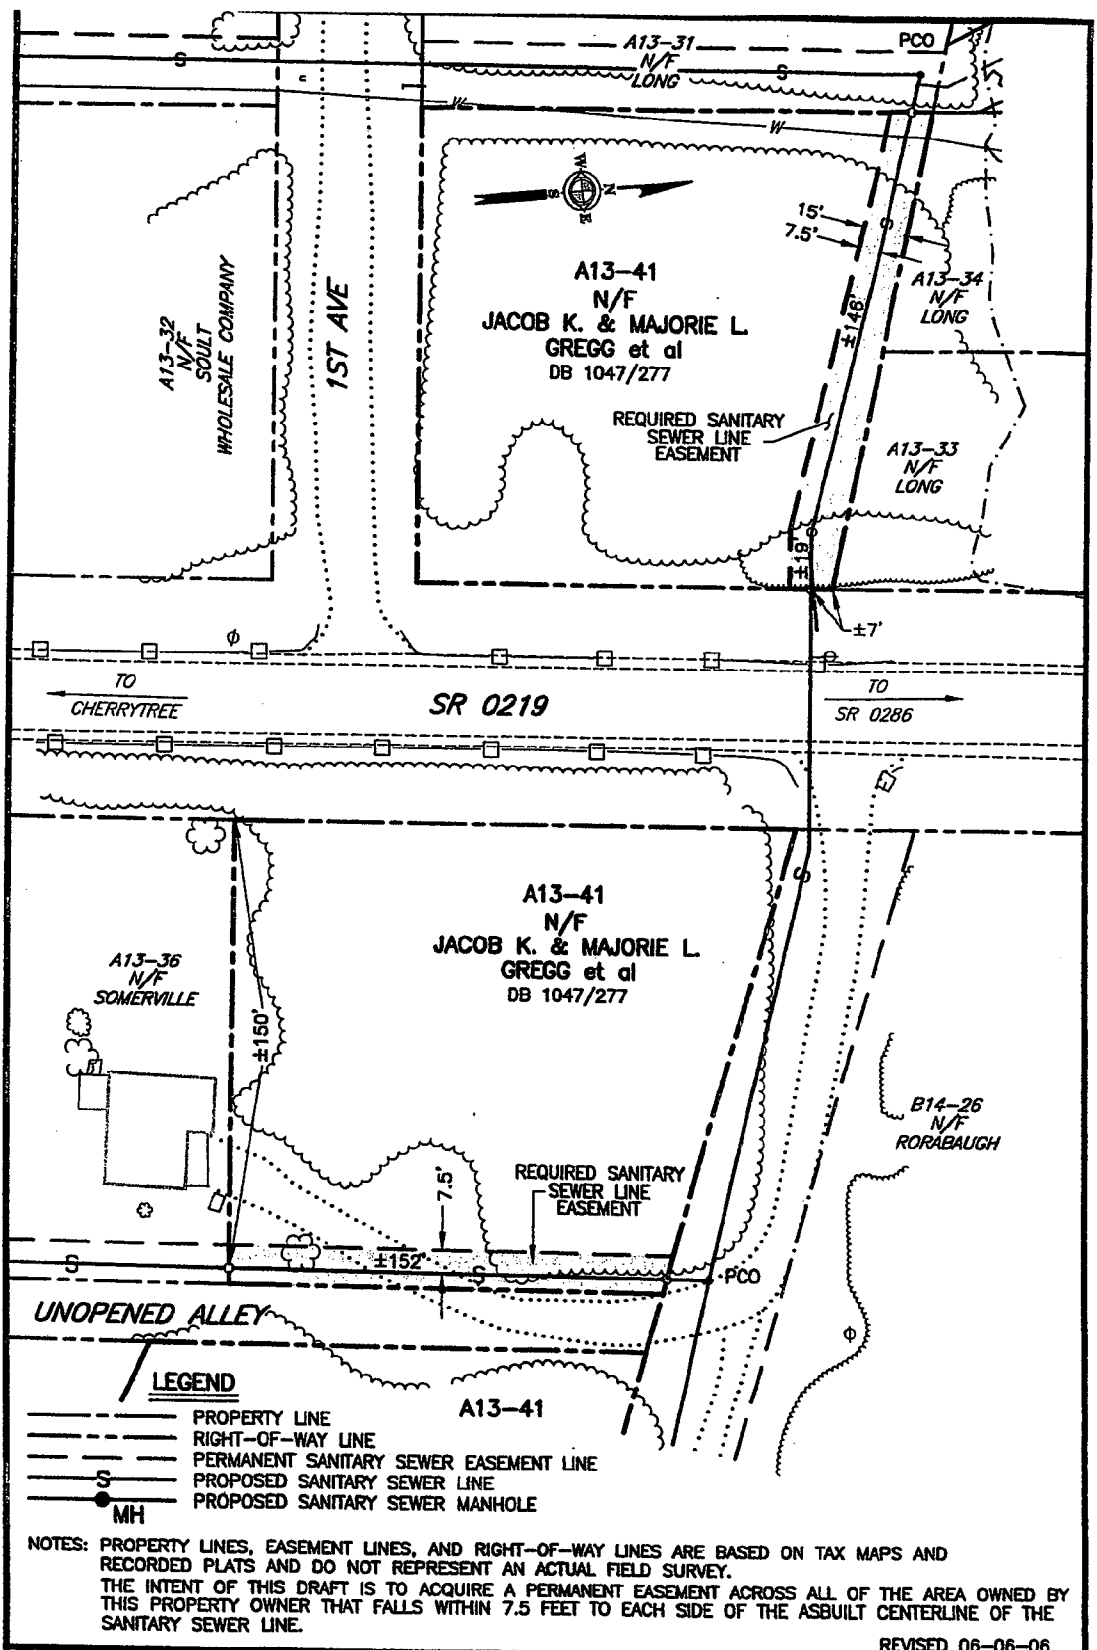 A13-31
N/F
LONG
PCO
S
S
W
W
W
N
S
E
15'
7.5'
S
±146'
A13-41
N/F
JACOB K. & MAJORIE L.
GREGG et al
DB 1047/277
A13-34
N/F
LONG
A13-32
N/F
SOULT
WHOLESALE COMPANY
1ST AVE
REQUIRED SANITARY
SEWER LINE
EASEMENT
A13-33
N/F
LONG
±19'
±7'
TO
CHERRYTREE
SR 0219
TO
SR 0286
S
A13-41
N/F
JACOB K. & MAJORIE L.
GREGG et al
DB 1047/277
A13-36
N/F
SOMERVILLE
±150'
B14-26
N/F
RORABAUGH
REQUIRED SANITARY
SEWER LINE
EASEMENT
7.5'
±152'
S
S
PCO
UNOPENED ALLEY
A13-41
LEGEND
PROPERTY LINE
RIGHT-OF-WAY LINE
PERMANENT SANITARY SEWER EASEMENT LINE
S PROPOSED SANITARY SEWER LINE
MH PROPOSED SANITARY SEWER MANHOLE
NOTES: PROPERTY LINES, EASEMENT LINES, AND RIGHT-OF-WAY LINES ARE BASED ON TAX MAPS AND
RECORDED PLATS AND DO NOT REPRESENT AN ACTUAL FIELD SURVEY.
THE INTENT OF THIS DRAFT IS TO ACQUIRE A PERMANENT EASEMENT ACROSS ALL OF THE AREA OWNED BY
THIS PROPERTY OWNER THAT FALLS WITHIN 7.5 FEET TO EACH SIDE OF THE ASBUILT CENTERLINE OF THE
SANITARY SEWER LINE.
REVISED 06-06-06